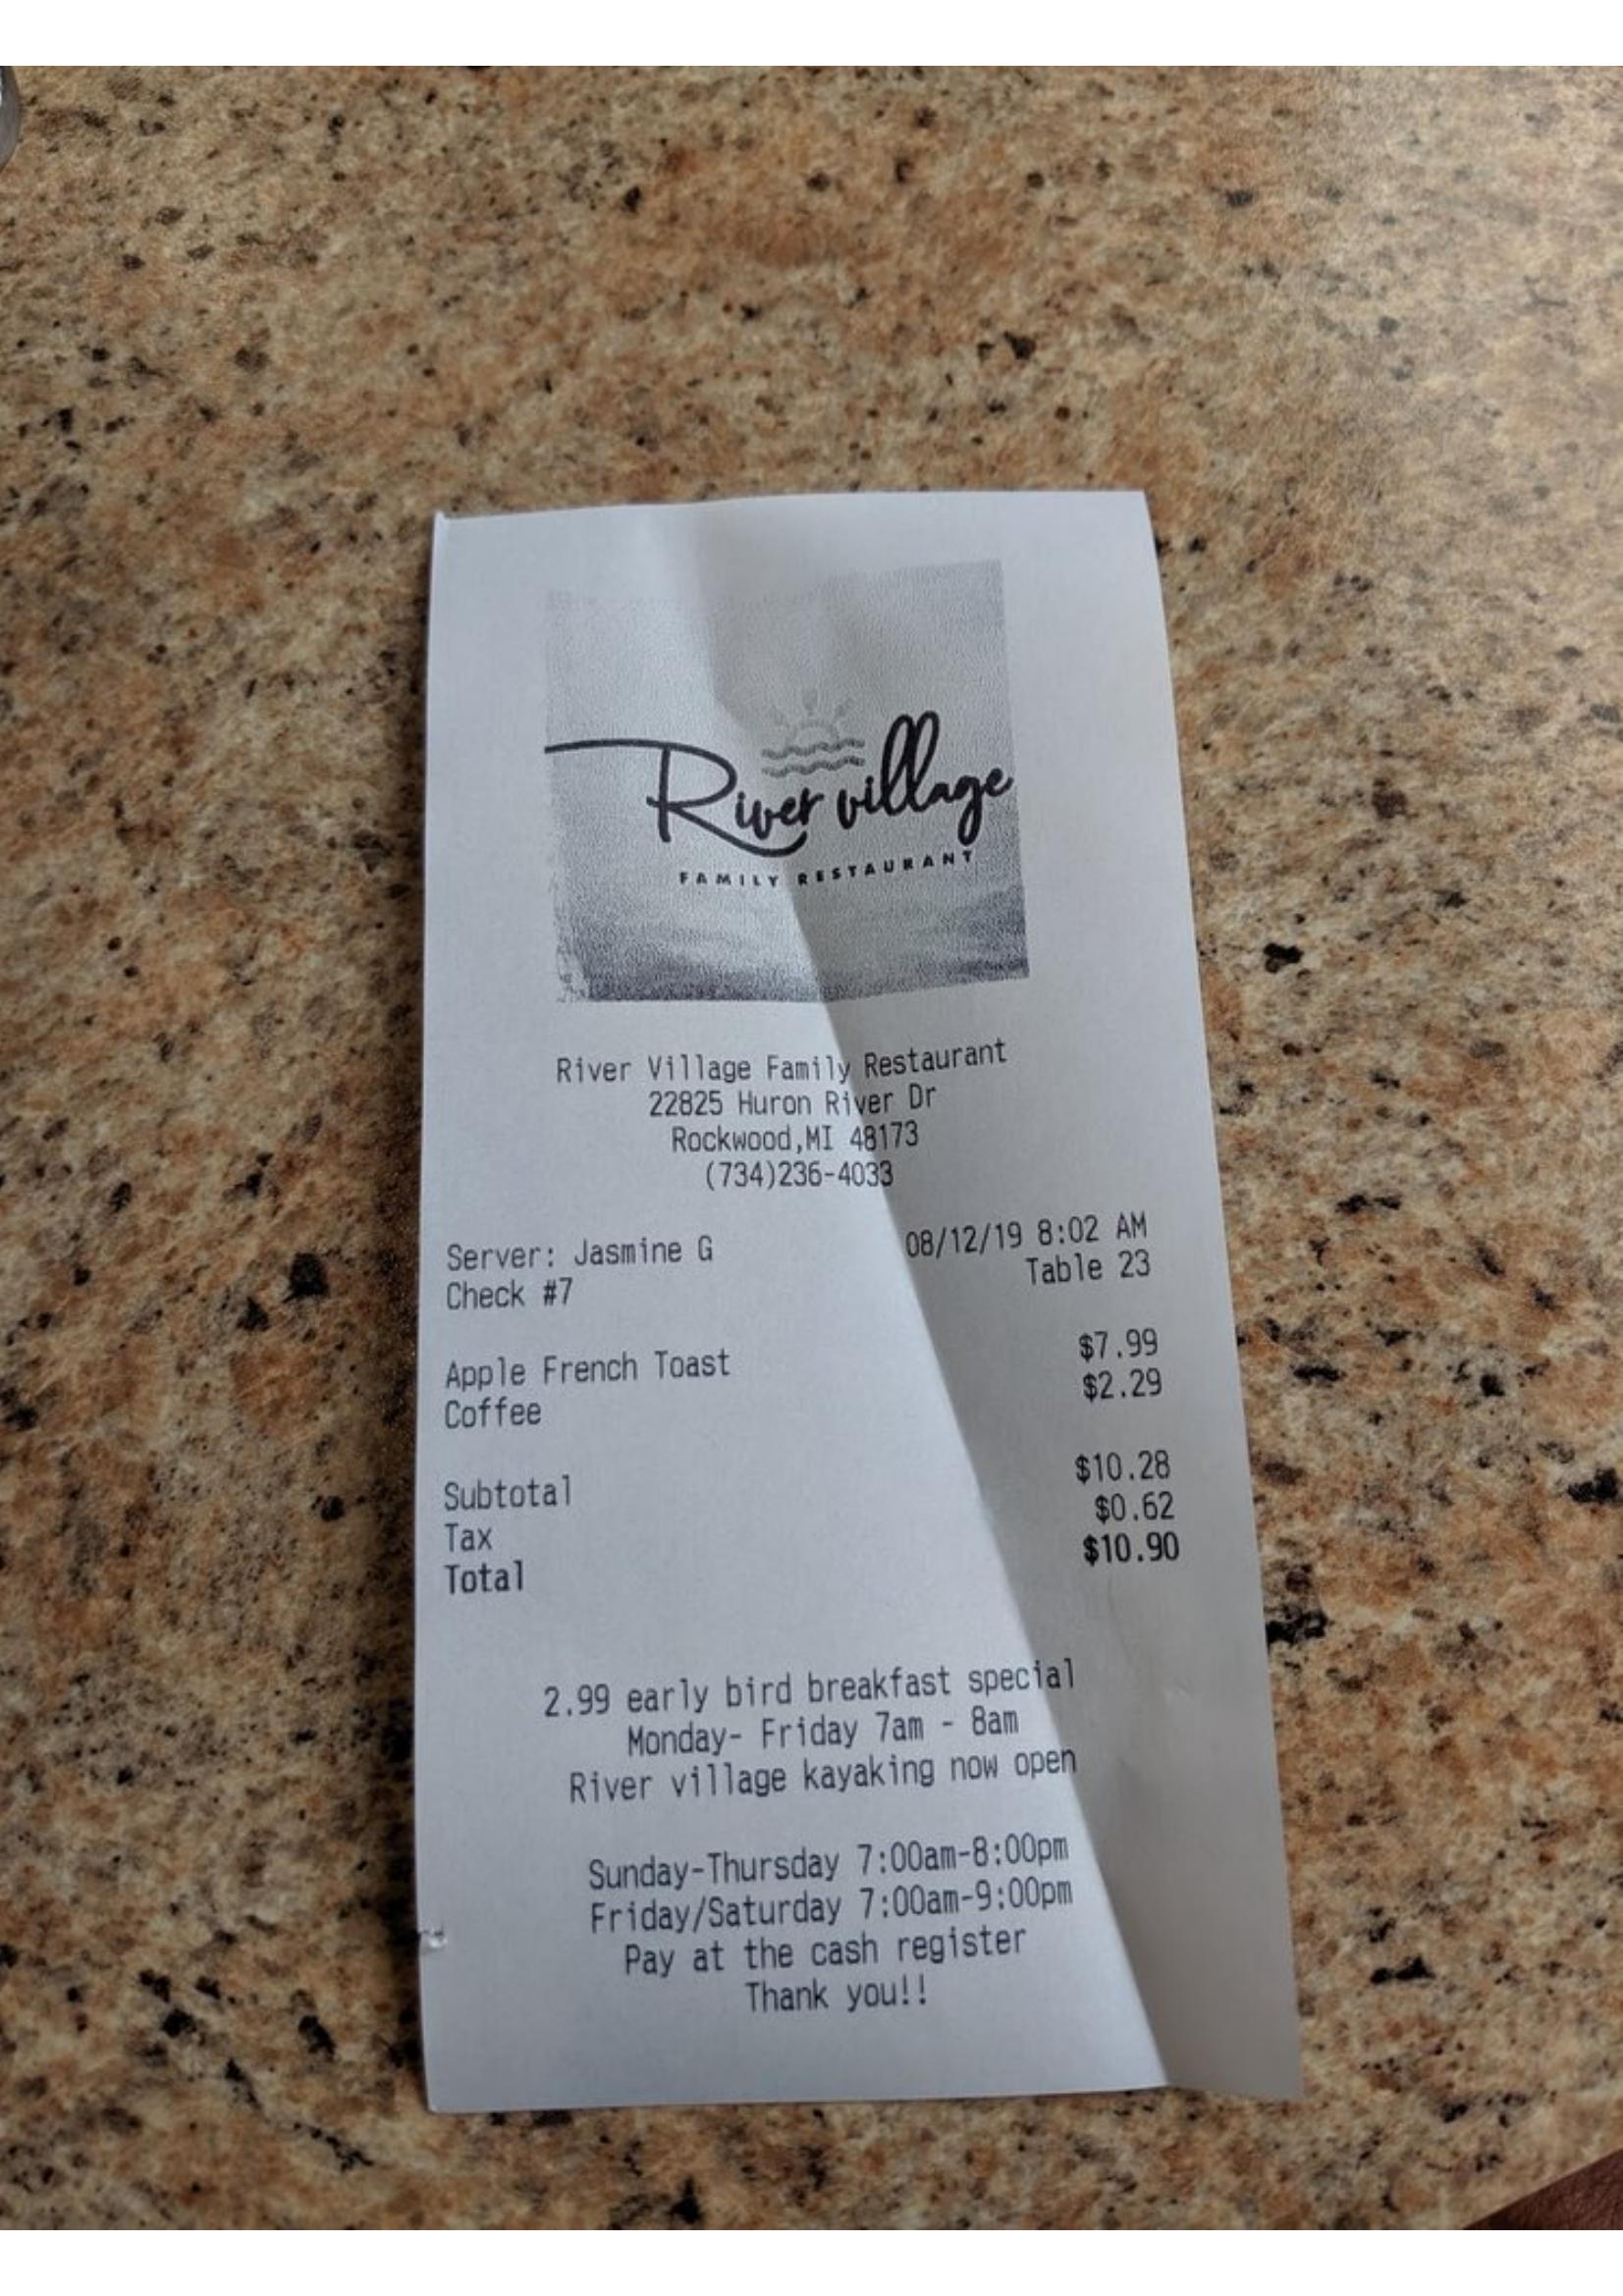 River village
FAMILY RESTAURANT
River Village Family Restaurant
22825 Huron River Dr
Rockwood,MI 48173
(734)236-4033
Server: Jasmine G 08/12/19 8:02 AM
Check #7 Table 23
Apple French Toast $7.99
Coffee $2.29
Subtotal $10.28
Tax $0.62
Total $10.90
2.99 early bird breakfast special
Monday- Friday 7am - 8am
River village kayaking now open
Sunday-Thursday 7:00am-8:00pm
Friday/Saturday 7:00am-9:00pm
Pay at the cash register
Thank you!!